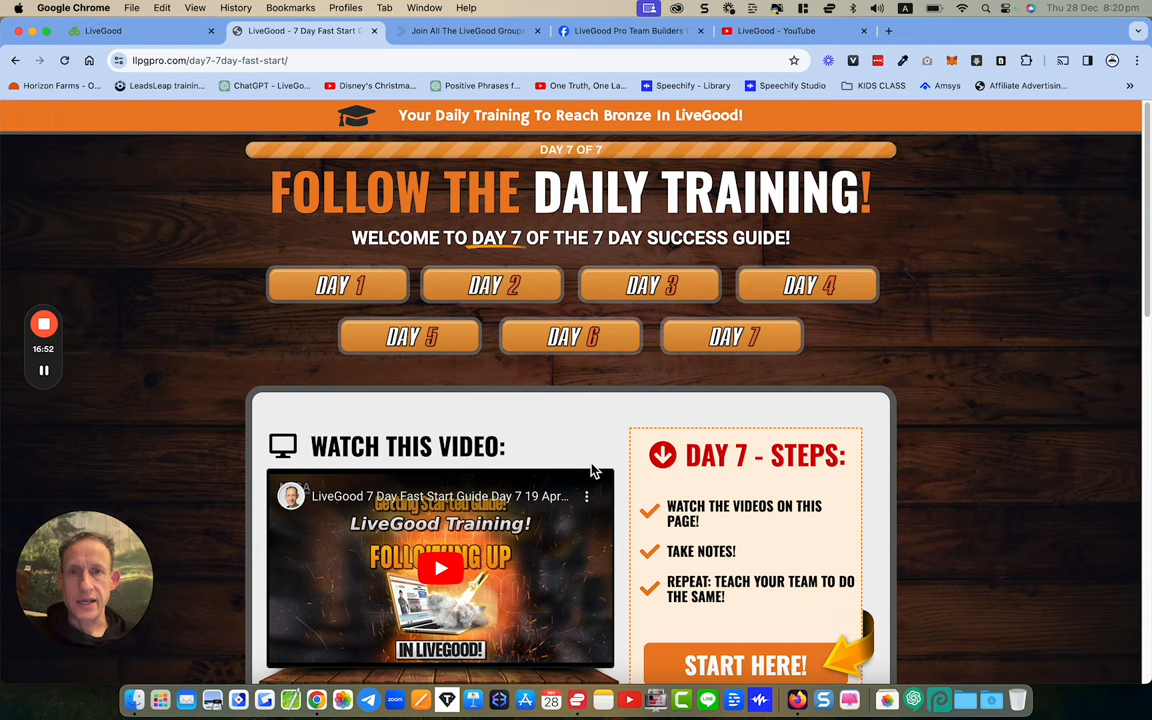 Google Chrome File Edit View History Bookmarks Profiles Tab Window Help Thu 28 Dec 8:20 pm
LiveGood LiveGood - 7 Day Fast Start G Join All The LiveGood Groups LiveGood Pro Team Builders LiveGood - YouTube
llpgpro.com/day7-7day-fast-start/
Horizon Farms - O... LeadsLeap trainin... ChatGPT - LiveGo... Disney's Christma... Positive Phrases f... One Truth, One La... Speechify - Library Speechify Studio KIDS CLASS Amsys Affiliate Advertisin...
Your Daily Training To Reach Bronze In LiveGood!
DAY 7 OF 7
FOLLOW THE DAILY TRAINING!
WELCOME TO DAY 7 OF THE 7 DAY SUCCESS GUIDE!
DAY 1 DAY 2 DAY 3 DAY 4
DAY 5 DAY 6 DAY 7
16:52
WATCH THIS VIDEO:
LiveGood 7 Day Fast Start Guide Day 7 19 Apr...
Getting Started Guide:
LiveGood Training!
FOLLOWING UP
IN LIVEGOOD!
DAY 7 - STEPS:
WATCH THE VIDEOS ON THIS
PAGE!
TAKE NOTES!
REPEAT: TEACH YOUR TEAM TO DO
THE SAME!
START HERE!
zoom
DEC
28